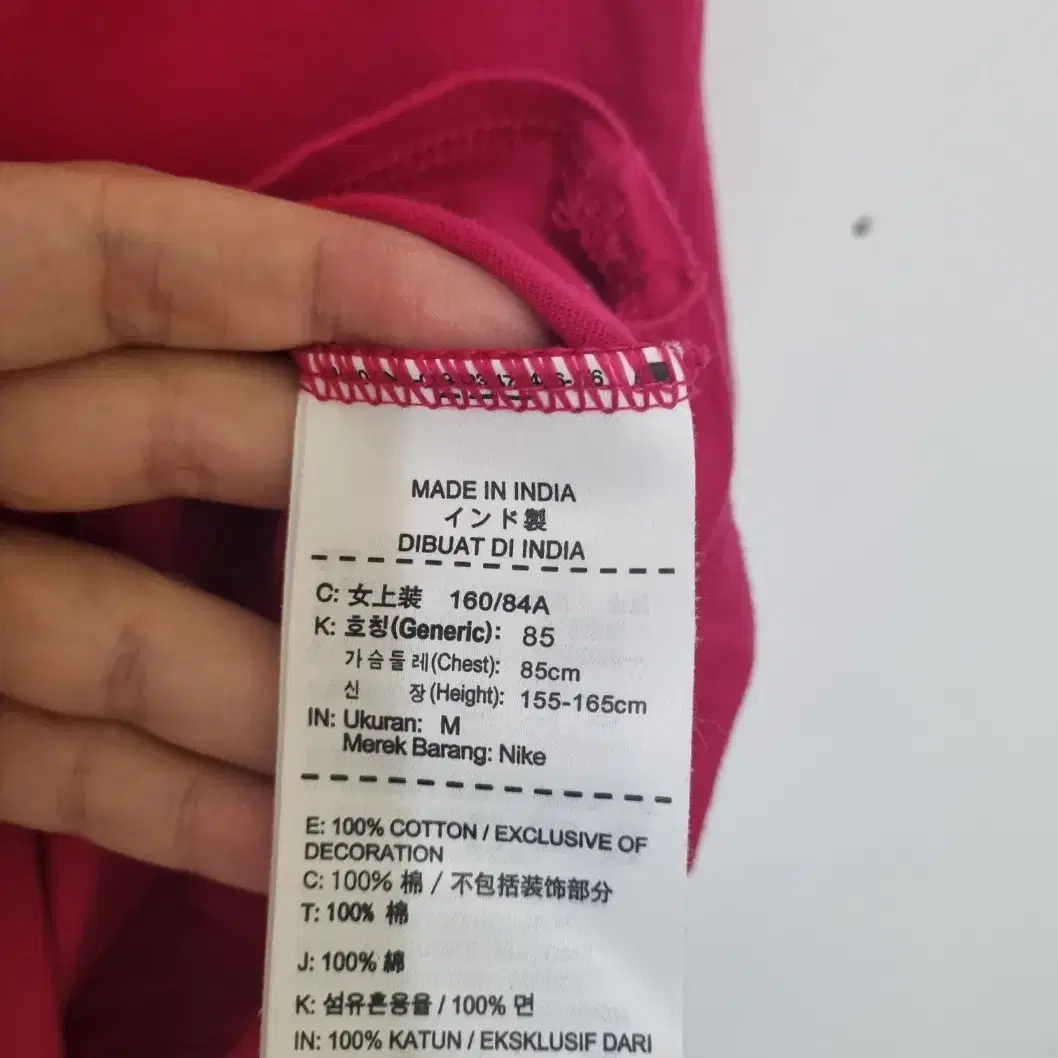 MADE IN INDIA
インド製
DIBUAT DI INDIA
C: 女上装 160/84A
K: 호칭(Generic): 85
가슴둘레(Chest): 85cm
신 장(Height): 155-165cm
IN: Ukuran: M
Merek Barang: Nike
E: 100% COTTON / EXCLUSIVE OF
DECORATION
C: 100% 棉 / 不包括装饰部分
T: 100% 棉
J: 100% 綿
K: 섬유혼용율 / 100% 면
IN: 100% KATUN / EKSKLUSIF DARI